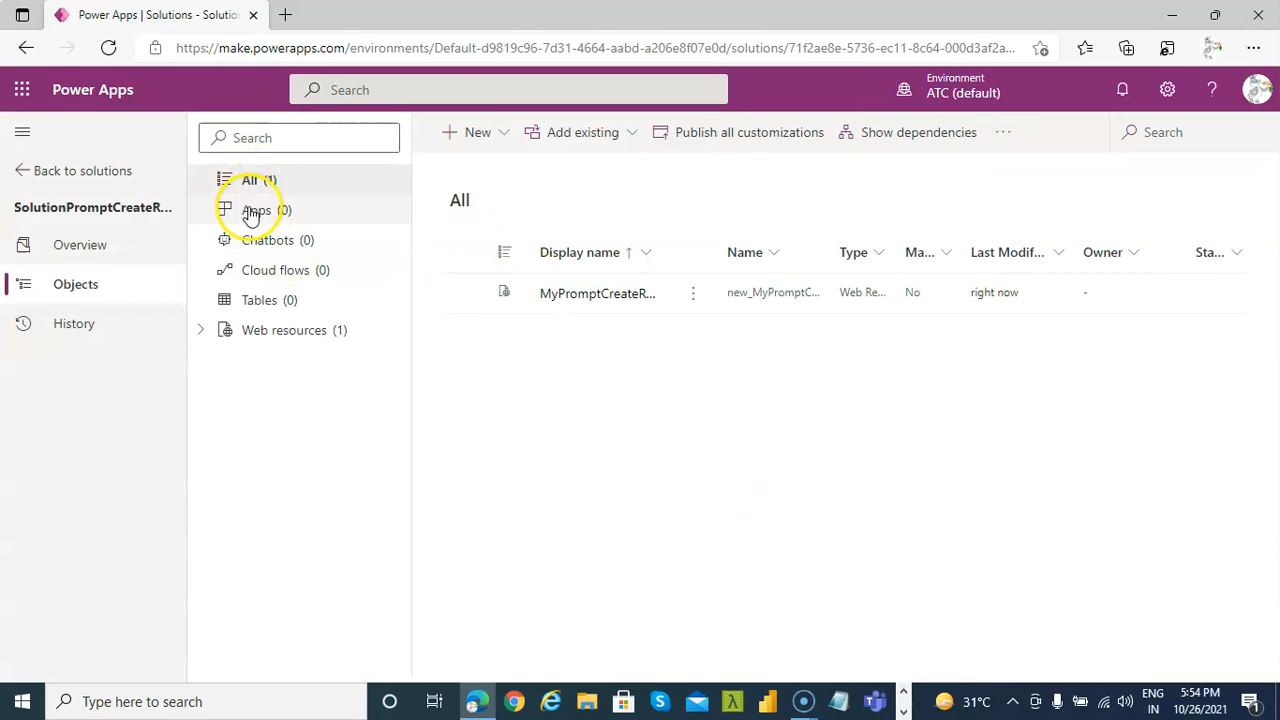 Power Apps | Solutions - Solutio
https://make.powerapps.com/environments/Default-d9819c96-7d31-4664-aabd-a206e8f07e0d/solutions/71f2ae8e-5736-ec11-8c64-000d3af2a...
Power Apps
Search
Environment
ATC (default)
?
Search
New
Add existing
Publish all customizations
Show dependencies
...
Search
Back to solutions
SolutionPromptCreateR...
Overview
Objects
History
All (1)
Apps (0)
Chatbots (0)
Cloud flows (0)
Tables (0)
Web resources (1)
All
Display name ↑
Name
Type
Ma...
Last Modif...
Owner
Sta...
MyPromptCreateR...
new_MyPromptC...
Web Re...
No
right now
-
Type here to search
31°C
ENG
IN
5:54 PM
10/26/2021
1